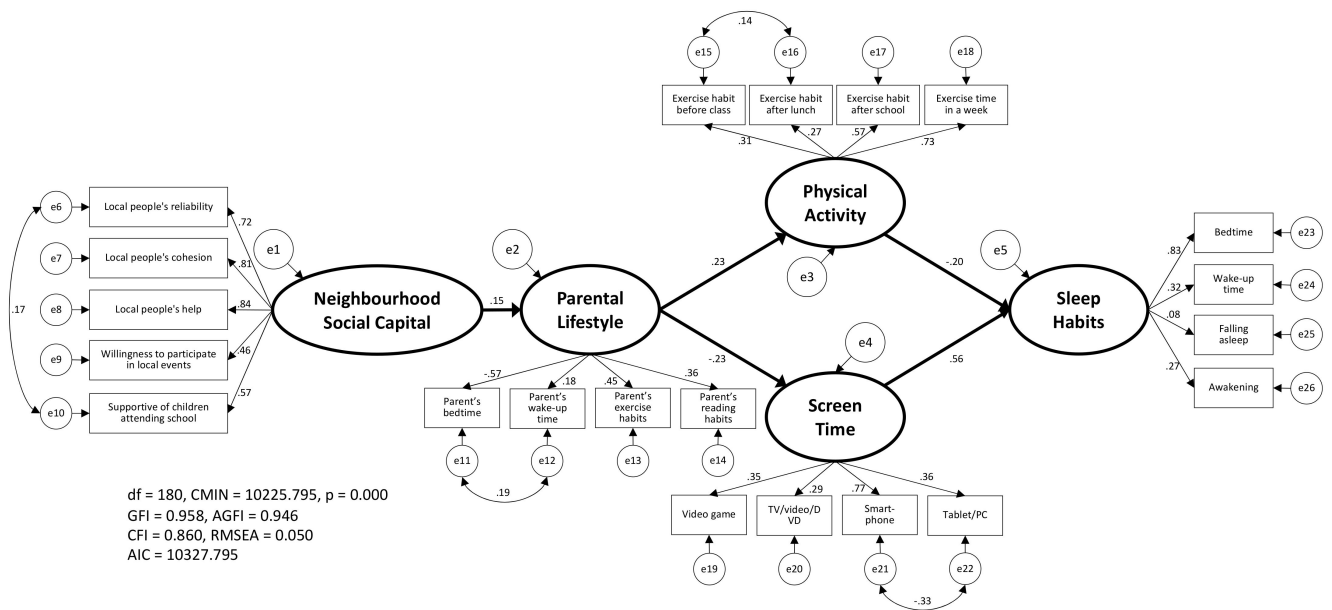 .14
e15
e16
e17
e18
Exercise habit
before class
Exercise habit
after lunch
Exercise habit
after school
Exercise time
in a week
.31
.27
.57
.73
Physical
Activity
e3
e6
e7
e8
e9
e10
.17
Local people's reliability
Local people's cohesion
Local people's help
Willingness to participate
in local events
Supportive of children
attending school
.72
.81
.84
.46
.57
e1
Neighbourhood
Social Capital
.15
e2
Parental
Lifestyle
.23
-.23
-.57
.18
.45
.36
Parent's
bedtime
Parent's
wake-up
time
Parent's
exercise
habits
Parent's
reading
habits
e11
e12
e13
e14
.19
e4
Screen
Time
.35
.29
.77
.36
Video game
TV/video/D
VD
Smart-
phone
Tablet/PC
e19
e20
e21
e22
-.33
-.20
.56
e5
Sleep
Habits
.83
.32
.08
.27
Bedtime
Wake-up
time
Falling
asleep
Awakening
e23
e24
e25
e26
df = 180, CMIN = 10225.795, p = 0.000
GFI = 0.958, AGFI = 0.946
CFI = 0.860, RMSEA = 0.050
AIC = 10327.795